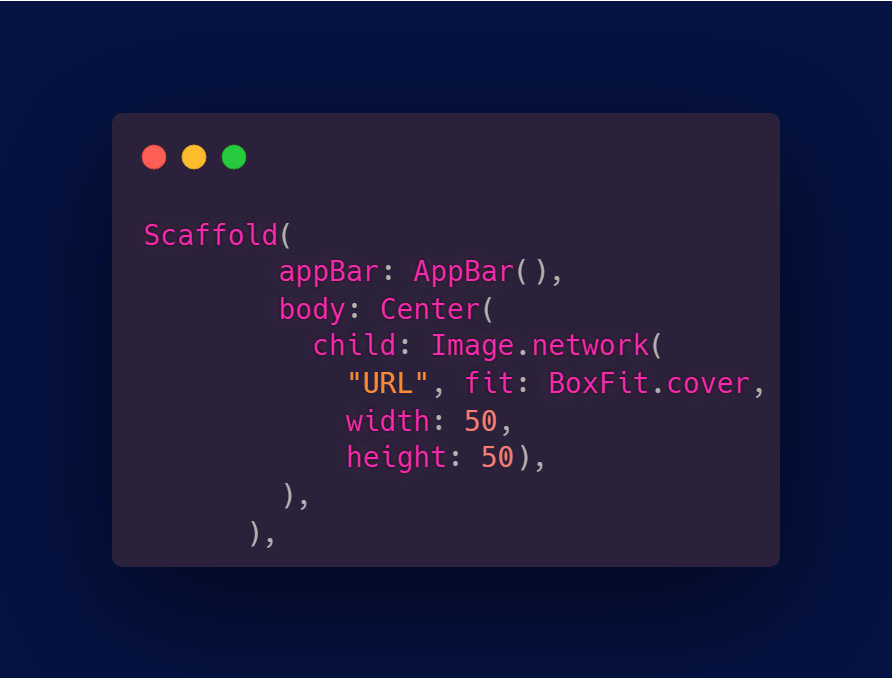 Scaffold(
appBar: AppBar(),
body: Center(
child: Image.network(
"URL", fit: BoxFit.cover,
width: 50,
height: 50),
),
),